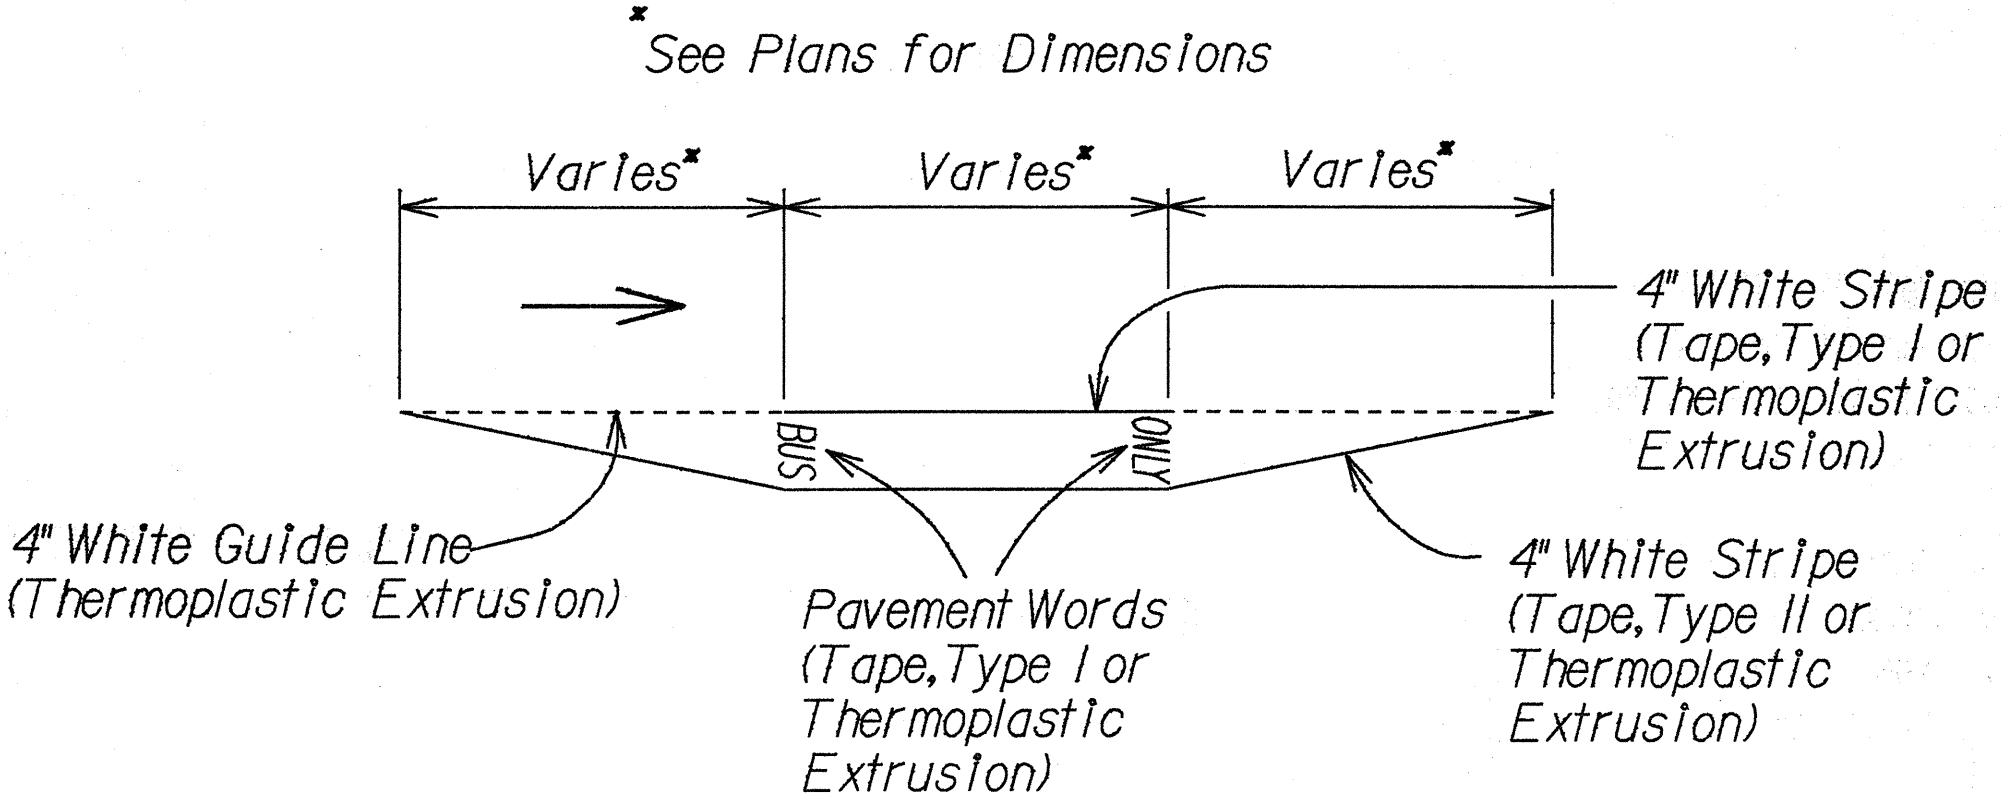 *See Plans for Dimensions
Varies* Varies* Varies*
4" White Stripe
(Tape, Type I or
Thermoplastic
Extrusion)
BUS
ONLY
4" White Guide Line
(Thermoplastic Extrusion)
Pavement Words
(Tape, Type I or
Thermoplastic
Extrusion)
4" White Stripe
(Tape, Type II or
Thermoplastic
Extrusion)